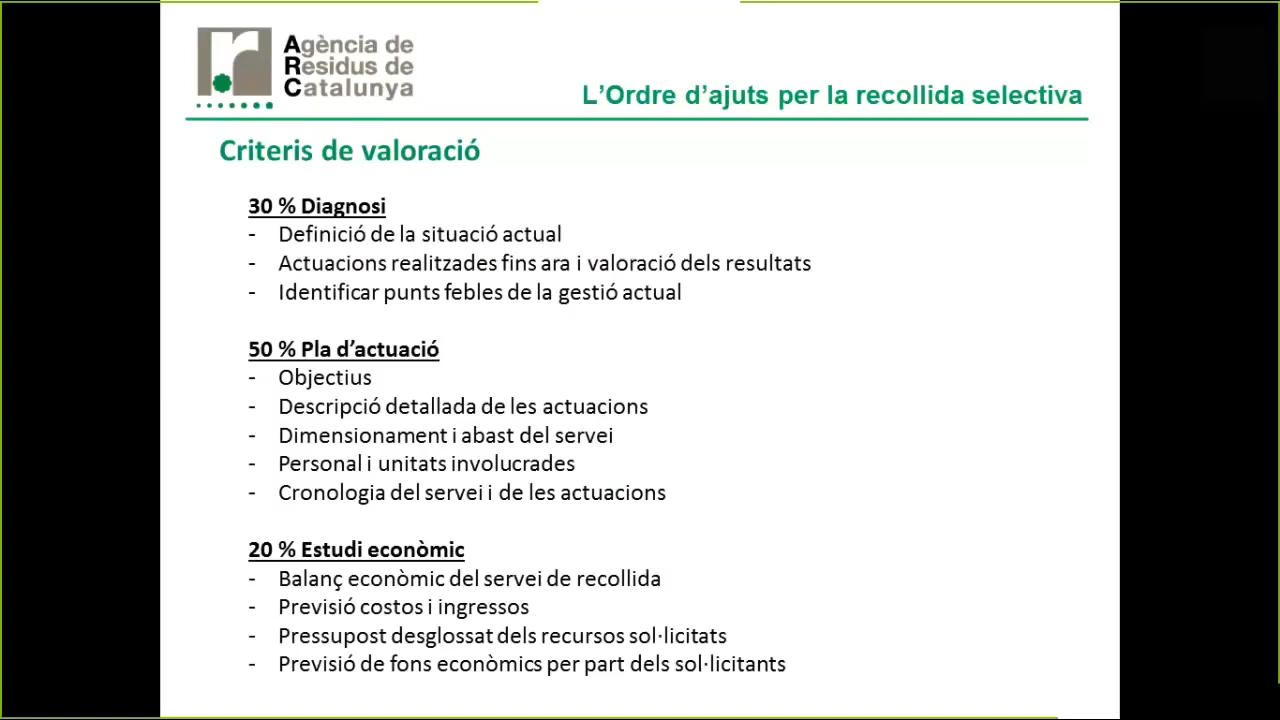 Agència de
Residus de
Catalunya
L'Ordre d'ajuts per la recollida selectiva
Criteris de valoració
30 % Diagnosi
- Definició de la situació actual
- Actuacions realitzades fins ara i valoració dels resultats
- Identificar punts febles de la gestió actual
50 % Pla d'actuació
- Objectius
- Descripció detallada de les actuacions
- Dimensionament i abast del servei
- Personal i unitats involucrades
- Cronologia del servei i de les actuacions
20 % Estudi econòmic
- Balanç econòmic del servei de recollida
- Previsió costos i ingressos
- Pressupost desglossat dels recursos sol·licitats
- Previsió de fons econòmics per part dels sol·licitants